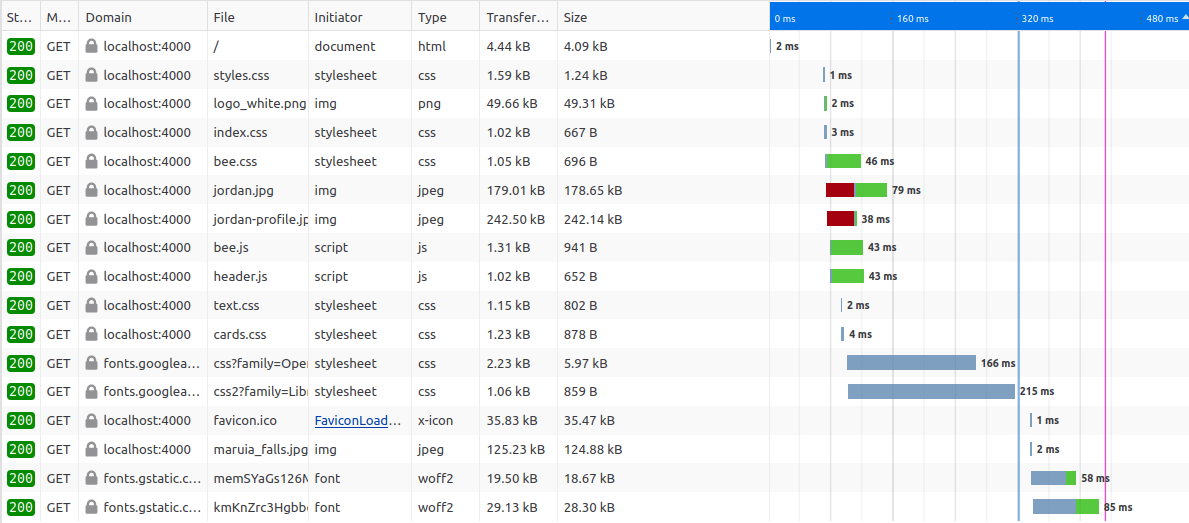 St... M... Domain File Initiator Type Transfer... Size 0 ms 160 ms 320 ms 480 ms
200 GET localhost:4000 / document html 4.44 kB 4.09 kB 2 ms
200 GET localhost:4000 styles.css stylesheet css 1.59 kB 1.24 kB 1 ms
200 GET localhost:4000 logo_white.png img png 49.66 kB 49.31 kB 2 ms
200 GET localhost:4000 index.css stylesheet css 1.02 kB 667 B 3 ms
200 GET localhost:4000 bee.css stylesheet css 1.05 kB 696 B 46 ms
200 GET localhost:4000 jordan.jpg img jpeg 179.01 kB 178.65 kB 79 ms
200 GET localhost:4000 jordan-profile.jp img jpeg 242.50 kB 242.14 kB 38 ms
200 GET localhost:4000 bee.js script js 1.31 kB 941 B 43 ms
200 GET localhost:4000 header.js script js 1.02 kB 652 B 43 ms
200 GET localhost:4000 text.css stylesheet css 1.15 kB 802 B 2 ms
200 GET localhost:4000 cards.css stylesheet css 1.23 kB 878 B 4 ms
200 GET fonts.googlea... css?family=Ope stylesheet css 2.23 kB 5.97 kB 166 ms
200 GET fonts.googlea... css2?family=Lib stylesheet css 1.06 kB 859 B 215 ms
200 GET localhost:4000 favicon.ico FaviconLoad... x-icon 35.83 kB 35.47 kB 1 ms
200 GET localhost:4000 maruia_falls.jpg img jpeg 125.23 kB 124.88 kB 2 ms
200 GET fonts.gstatic.c... memSYaGs126M font woff2 19.50 kB 18.67 kB 58 ms
200 GET fonts.gstatic.c... kmKnZrc3Hgbb font woff2 29.13 kB 28.30 kB 85 ms